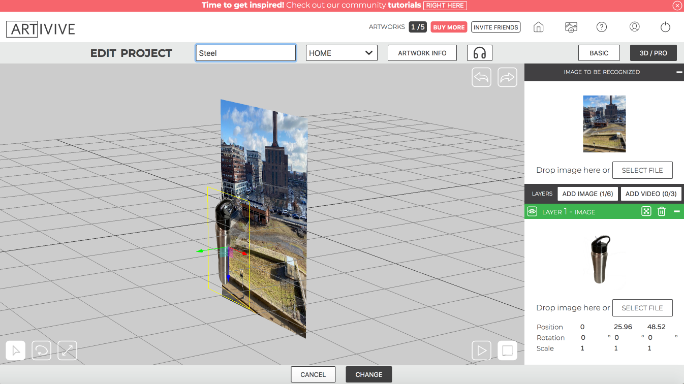 Time to get inspired! Check out our community tutorials RIGHT HERE
ARTIVIVE
ARTWORKS 1/5 BUY MORE INVITE FRIENDS
EDIT PROJECT Steel HOME ARTWORK INFO BASIC 3D / PRO
IMAGE TO BE RECOGNIZED
Drop image here or SELECT FILE
LAYERS ADD IMAGE (1/6) ADD VIDEO (0/3)
LAYER 1 - IMAGE
Drop image here or SELECT FILE
Position 0 25.96 48.52
Rotation 0 ° 0 ° 0 °
Scale 1 1 1
CANCEL CHANGE